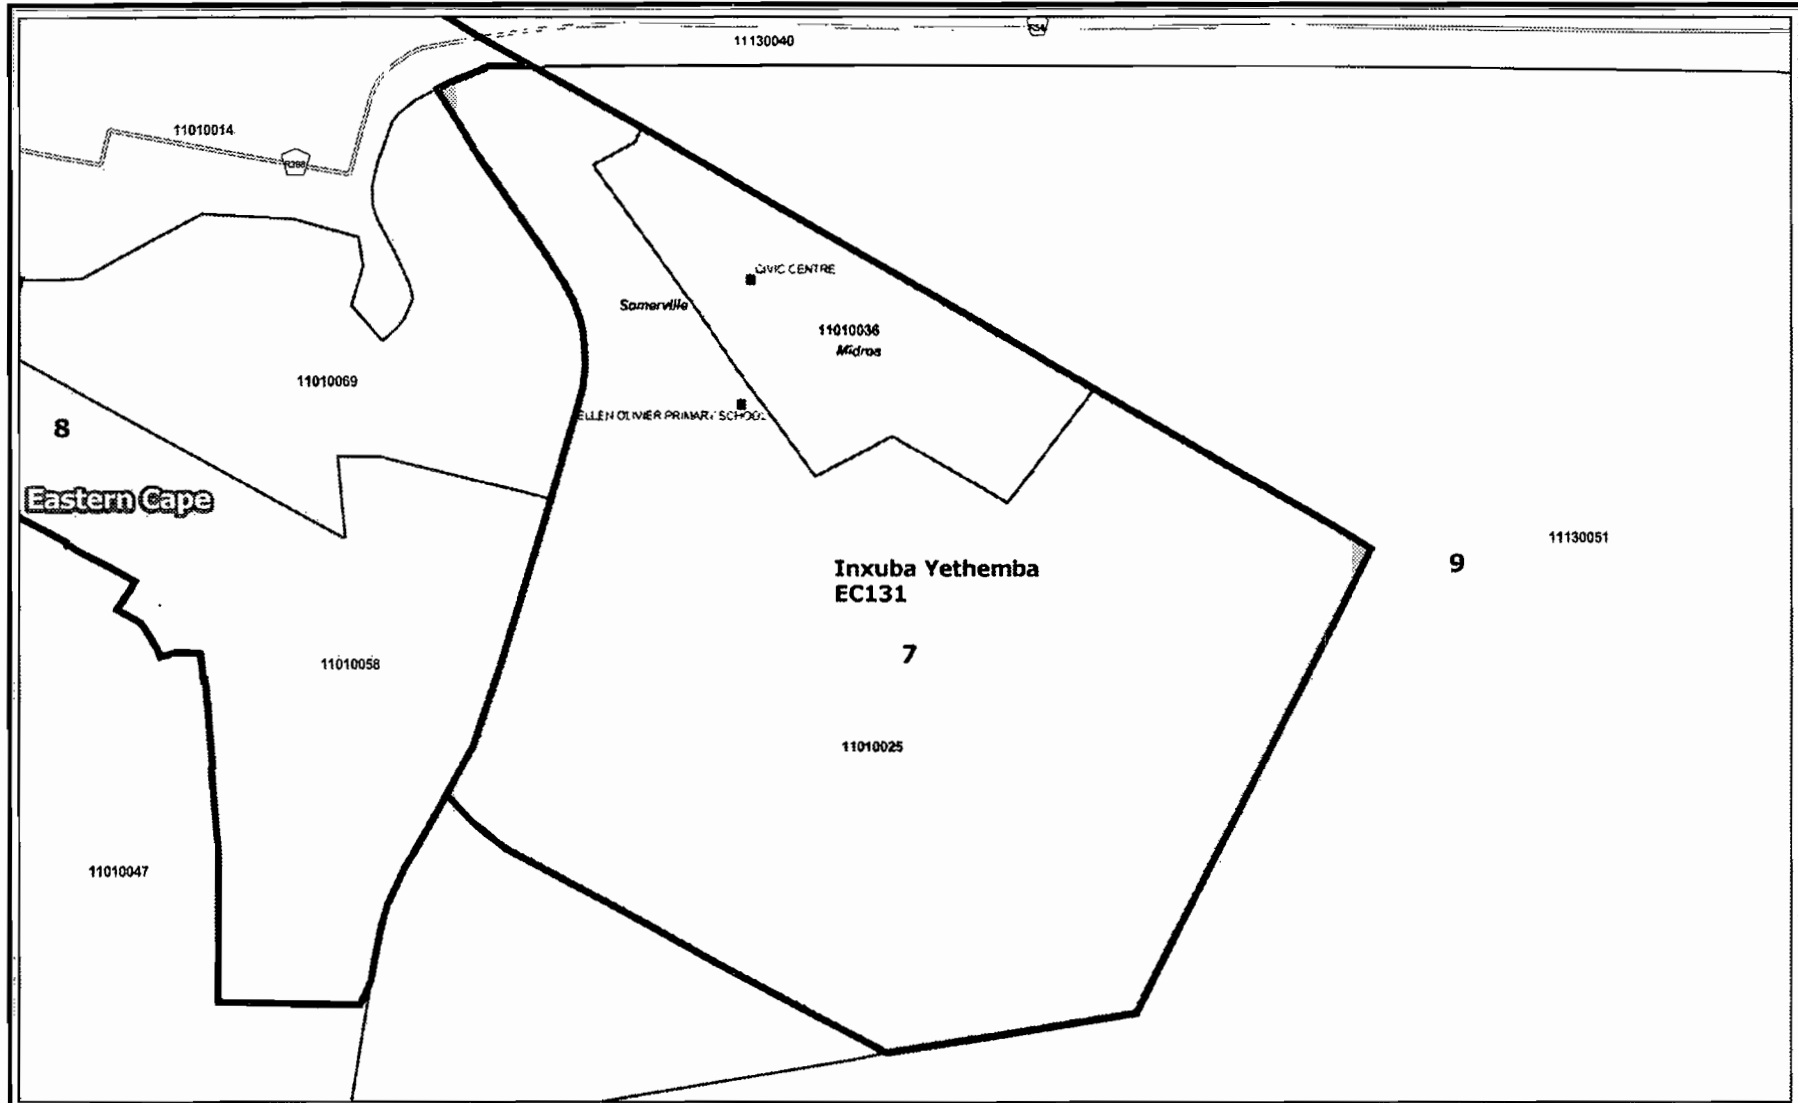 11130040
11010014
CIVIC CENTRE
Somerville
11010036
Midros
11010069
ELLEN OLIVIER PRIMARY SCHOOL
8
Eastern Cape
11130051
9
Inxuba Yethemba
EC131
7
11010058
11010025
11010047